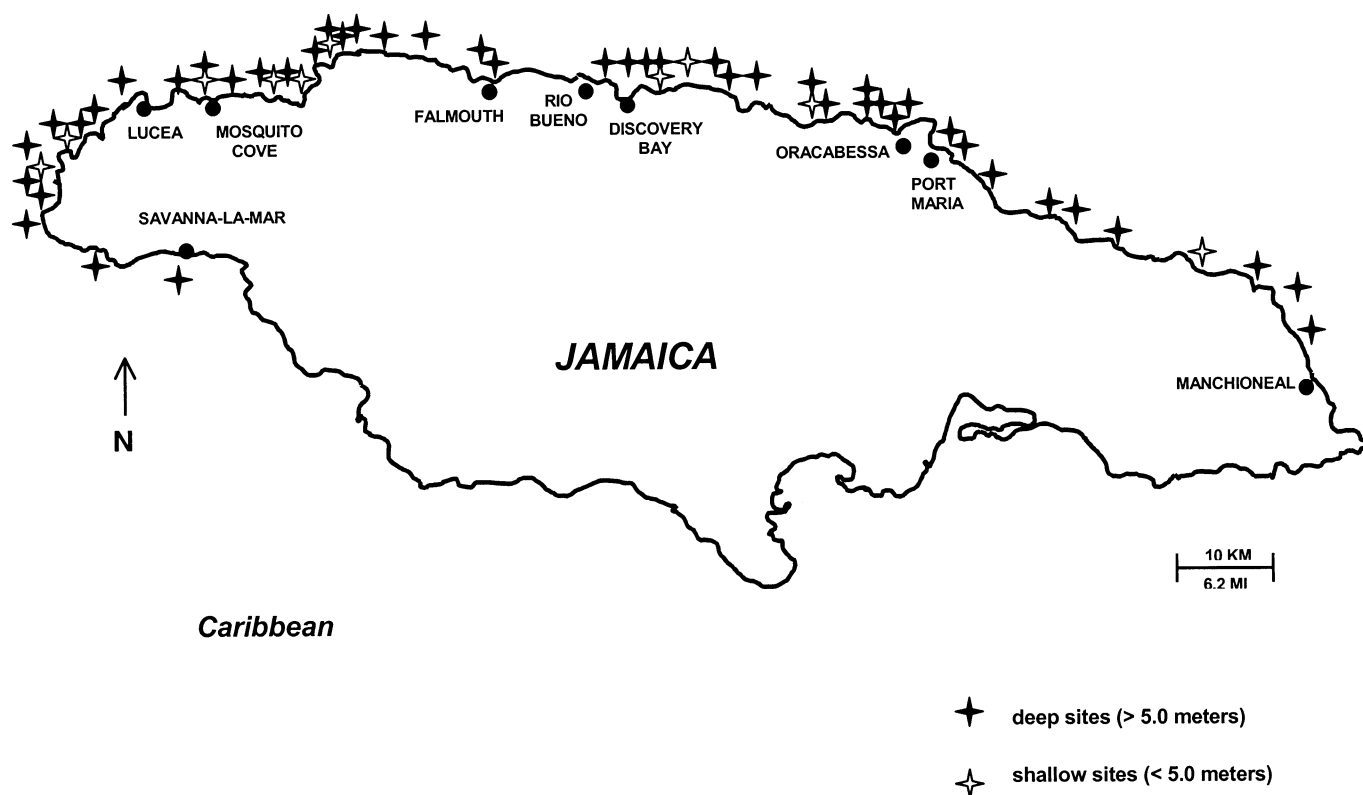 LUCEA
MOSQUITO
COVE
FALMOUTH
RIO
BUENO
DISCOVERY
BAY
ORACABESSA
PORT
MARIA
SAVANNA-LA-MAR
JAMAICA
MANCHIONEAL
N
10 KM
6.2 MI
Caribbean
deep sites (> 5.0 meters)
shallow sites (< 5.0 meters)